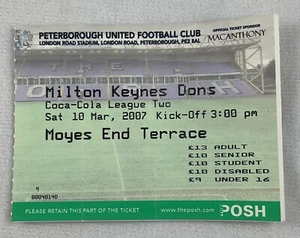 PETERBOROUGH UNITED FOOTBALL CLUB
LONDON ROAD STADIUM, LONDON ROAD, PETERBOROUGH, PE2 8AL
OFFICIAL TICKET SPONSOR
MACANTHONY
Milton Keynes Dons
Coca-Cola League Two
Sat 10 Mar, 2007 Kick-Off 3:00 pm
Moyes End Terrace
£13 ADULT
£10 SENIOR
£10 STUDENT
£10 DISABLED
£9 UNDER 16
9
00040140
PLEASE RETAIN THIS PART OF THE TICKET
www.theposh.com
POSH